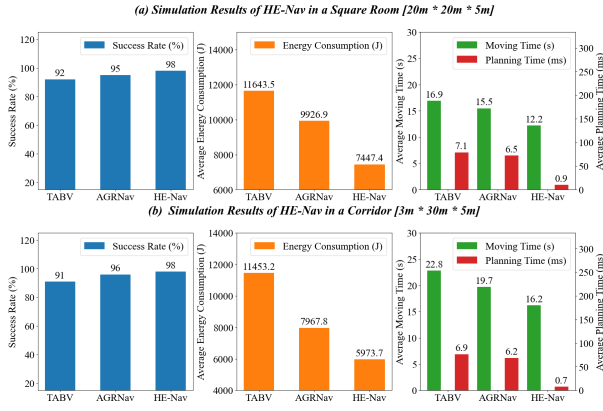 (a) Simulation Results of HE-Nav in a Square Room [20m * 20m * 5m]
Success Rate (%)
120
100
80
60
40
20
Success Rate (%)
92
95
98
TABV
AGRNav
HE-Nav
Average Energy Consumption (J)
14000
12000
10000
8000
6000
Energy Consumption (J)
11643.5
9926.9
7447.4
TABV
AGRNav
HE-Nav
Average Moving Time (s)
30
25
20
15
10
5
0
Moving Time (s)
Planning Time (ms)
16.9
7.1
15.5
6.5
12.2
0.9
TABV
AGRNav
HE-Nav
300
250
200
150
100
50
0
Average Planning Time (ms)
(b) Simulation Results of HE-Nav in a Corridor [3m * 30m * 5m]
Success Rate (%)
120
100
80
60
40
20
Success Rate (%)
91
96
98
TABV
AGRNav
HE-Nav
Average Energy Consumption (J)
14000
12000
10000
8000
6000
4000
Energy Consumption (J)
11453.2
7967.8
5973.7
TABV
AGRNav
HE-Nav
Average Moving Time (s)
30
25
20
15
10
5
0
Moving Time (s)
Planning Time (ms)
22.8
6.9
19.7
6.2
16.2
0.7
TABV
AGRNav
HE-Nav
300
250
200
150
100
50
0
Average Planning Time (ms)